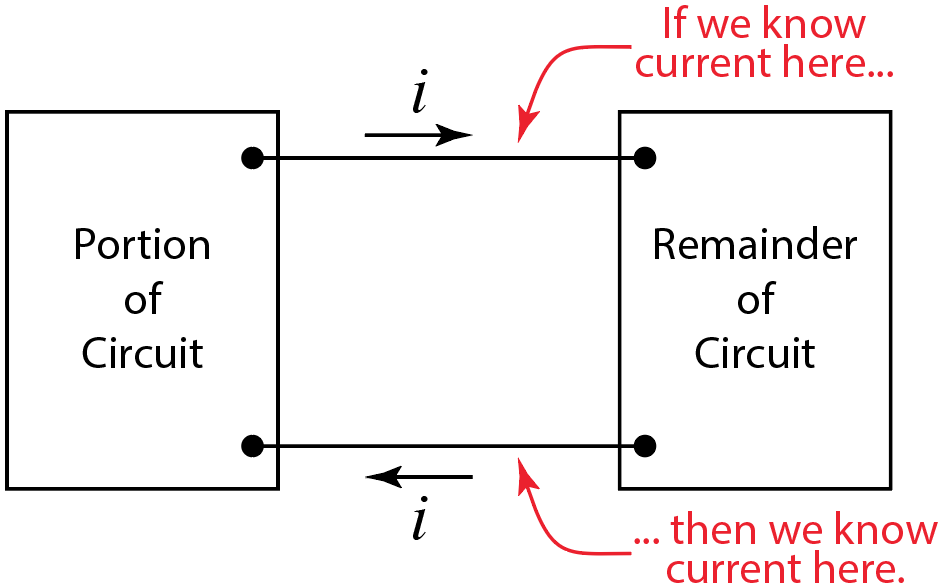 If we know
current here...
i
Portion
of
Circuit
Remainder
of
Circuit
i
... then we know
current here.